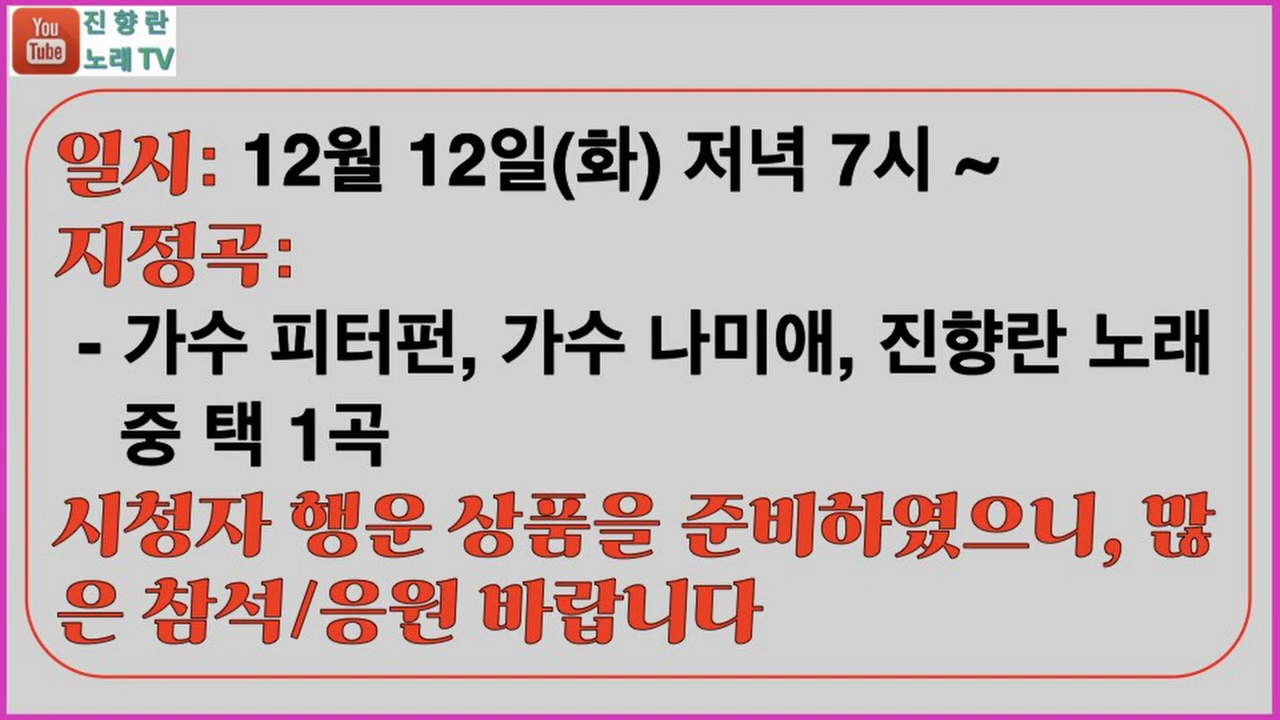 You
Tube
진향란
노래 TV
일시: 12월 12일(화) 저녁 7시 ~
지정곡:
- 가수 피터펀, 가수 나미애, 진향란 노래
중 택 1곡
시청자 행운 상품을 준비하였으니, 많
은 참석/응원 바랍니다